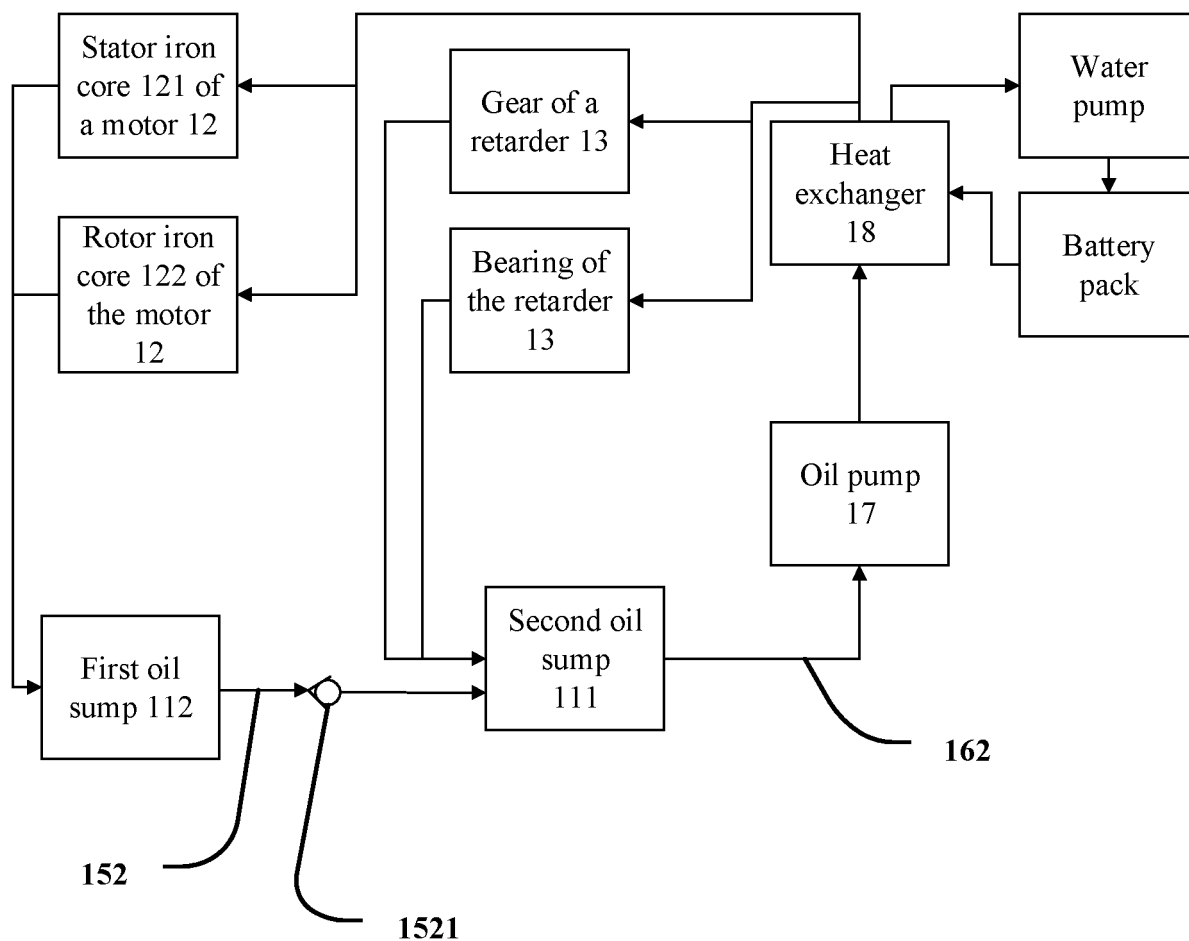 Stator iron
core 121 of
a motor 12
Gear of a
retarder 13
Heat
exchanger
18
Water
pump
Rotor iron
core 122 of
the motor
12
Bearing of
the retarder
13
Battery
pack
Oil pump
17
First oil
sump 112
Second oil
sump
111
162
152
1521